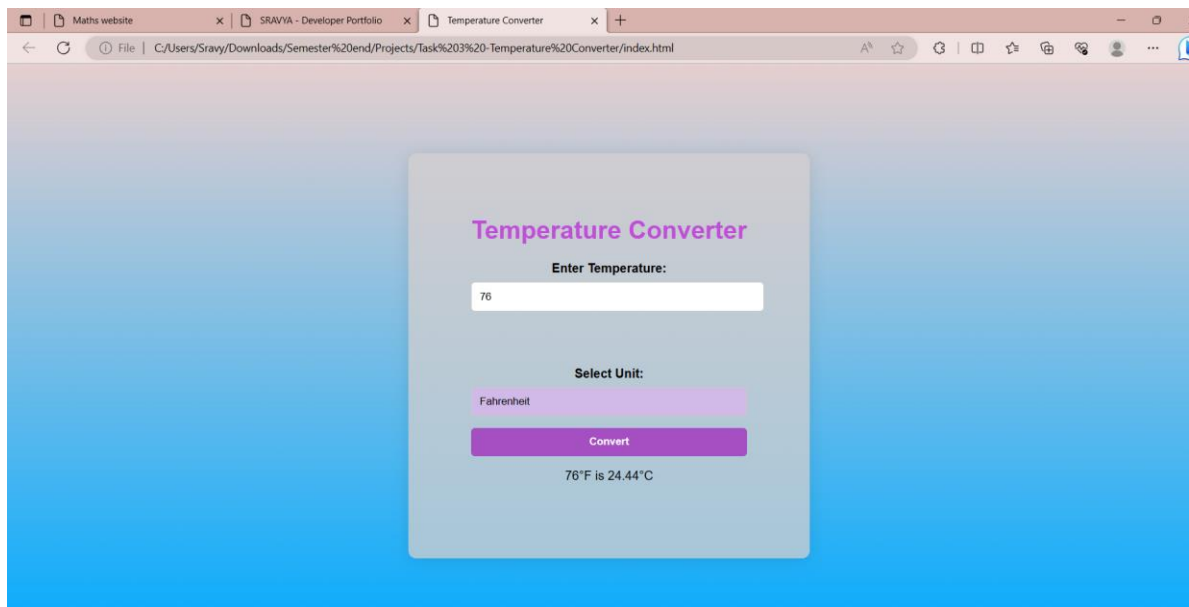 Maths website
SRAVYA - Developer Portfolio
Temperature Converter
File | C:/Users/Sravy/Downloads/Semester%20end/Projects/Task%203%20-Temperature%20Converter/index.html
Temperature Converter
Enter Temperature:
76
Select Unit:
Fahrenheit
Convert
76°F is 24.44°C